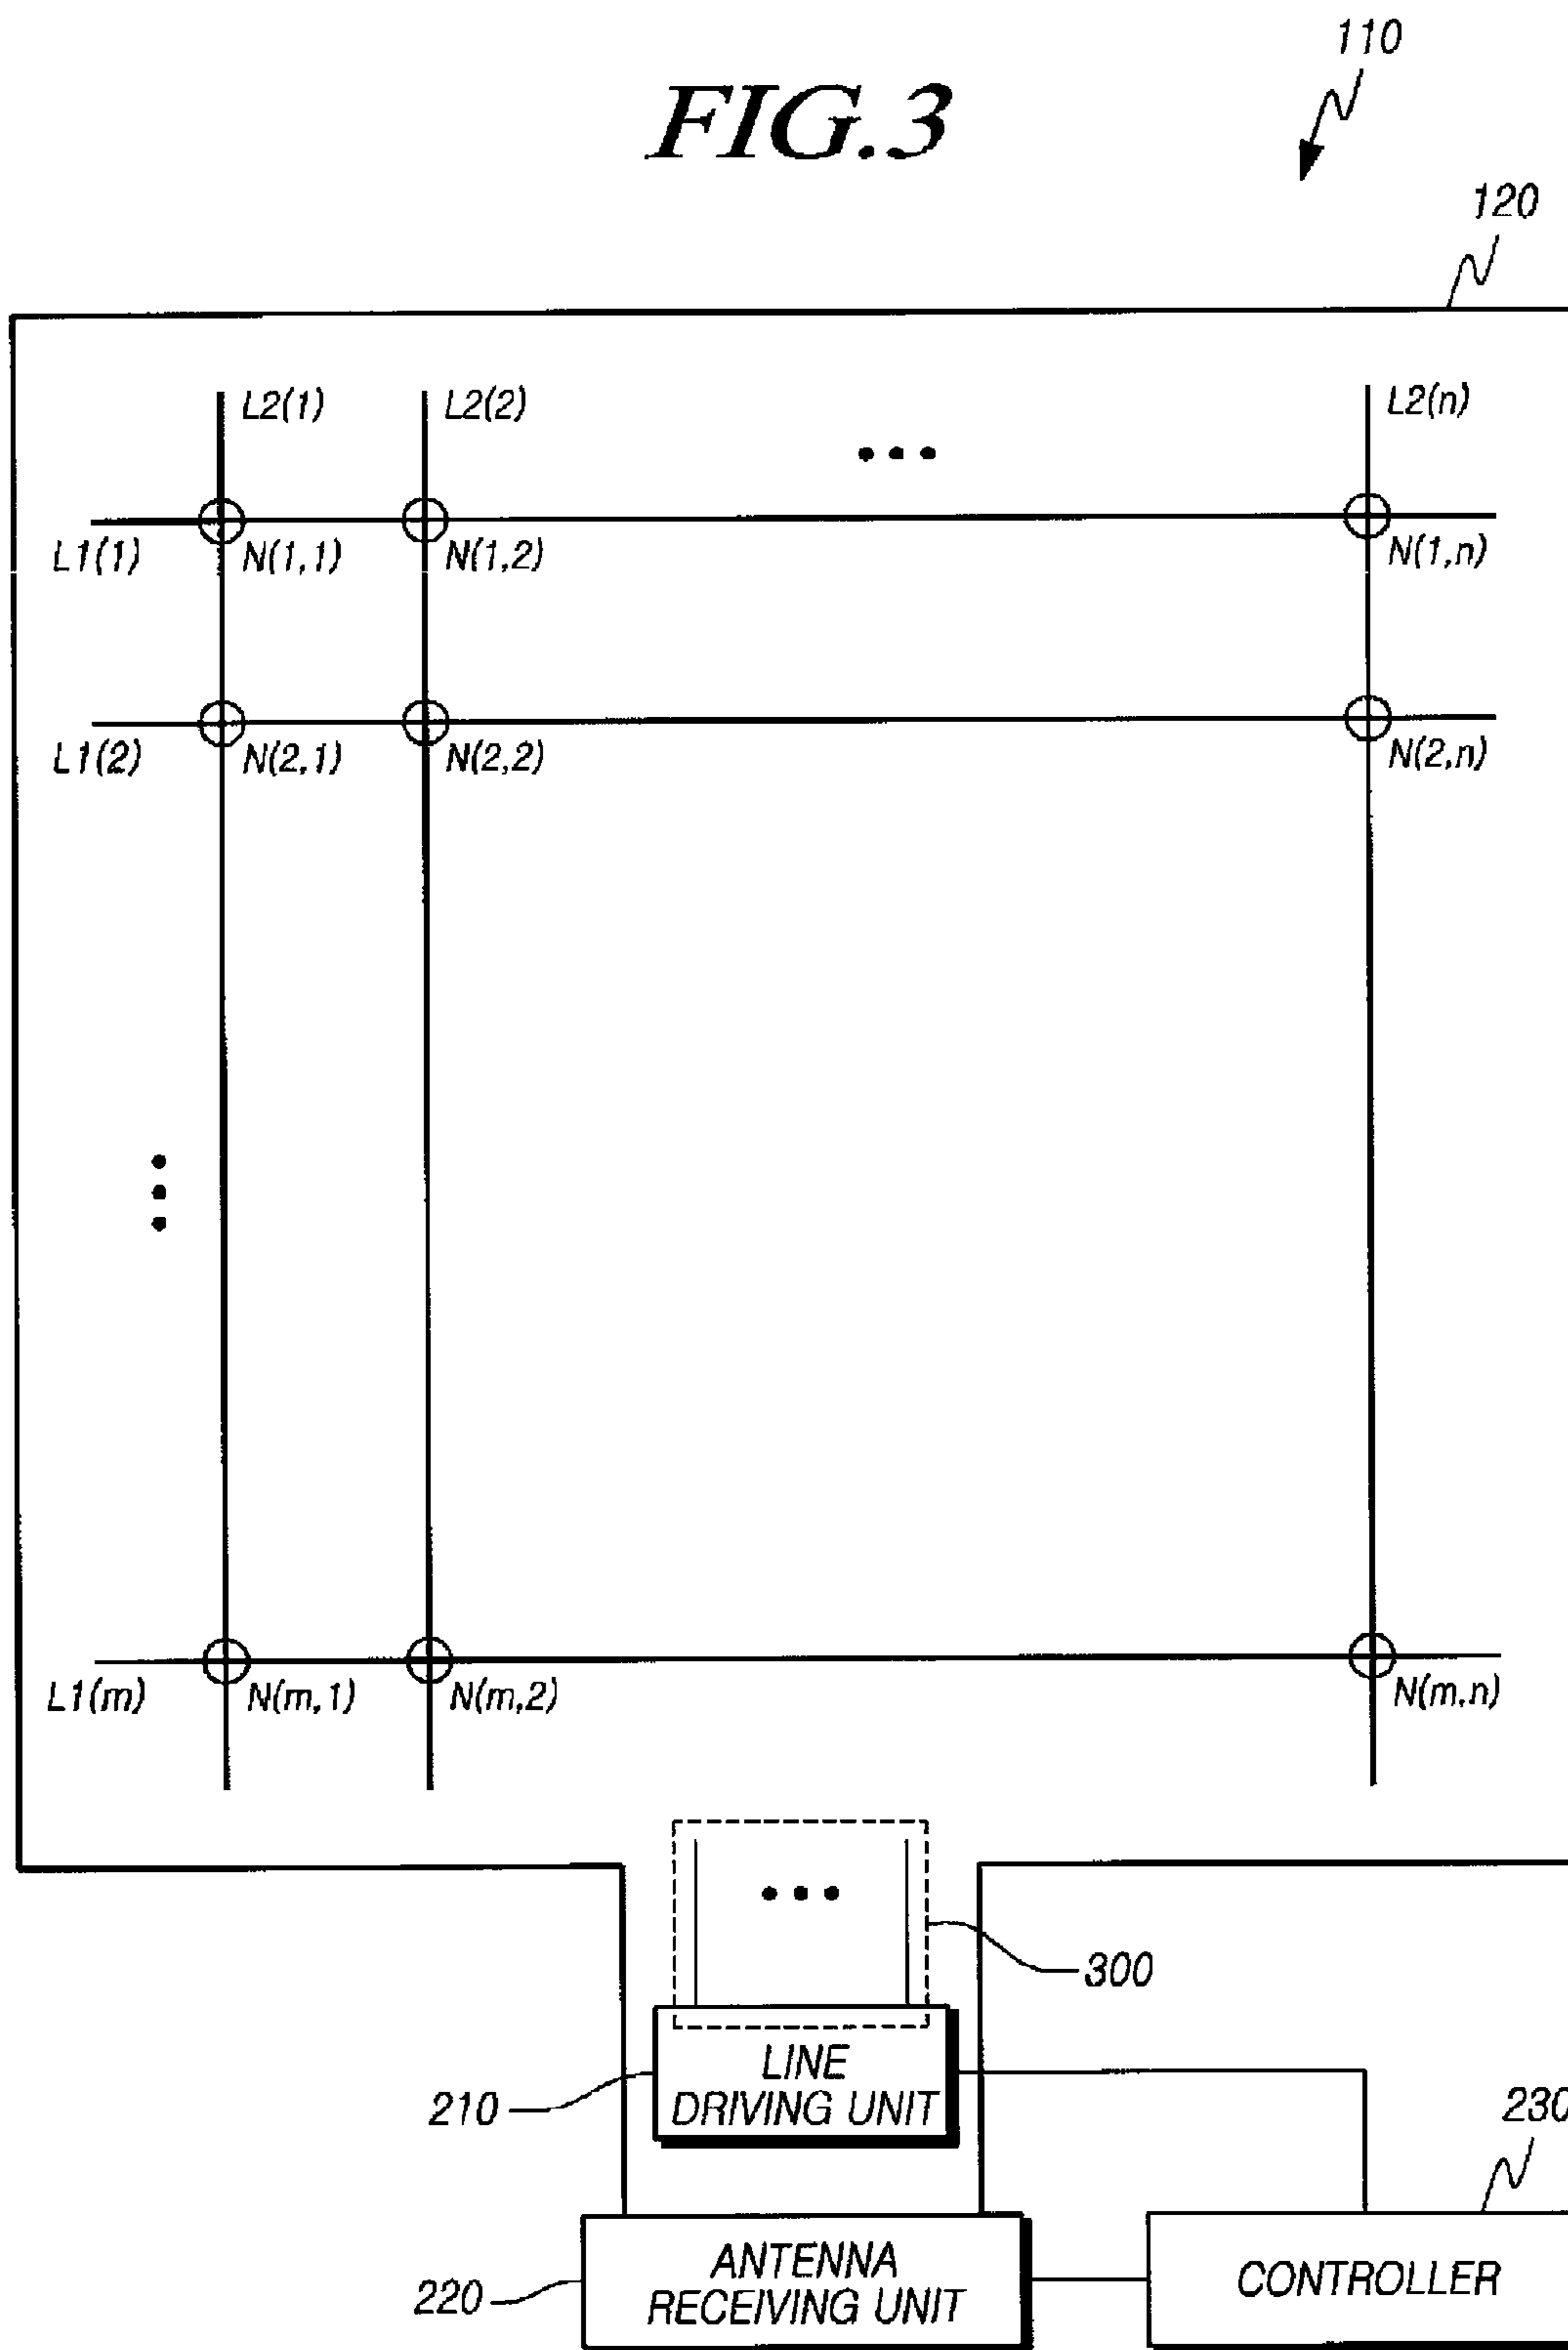 110
FIG.3
120
L2(1) L2(2) L2(n)
L1(1) N(1,1) N(1,2) N(1,n)
L1(2) N(2,1) N(2,2) N(2,n)
L1(m) N(m,1) N(m,2) N(m,n)
300
LINE
DRIVING UNIT
210
230
ANTENNA
RECEIVING UNIT
220
CONTROLLER